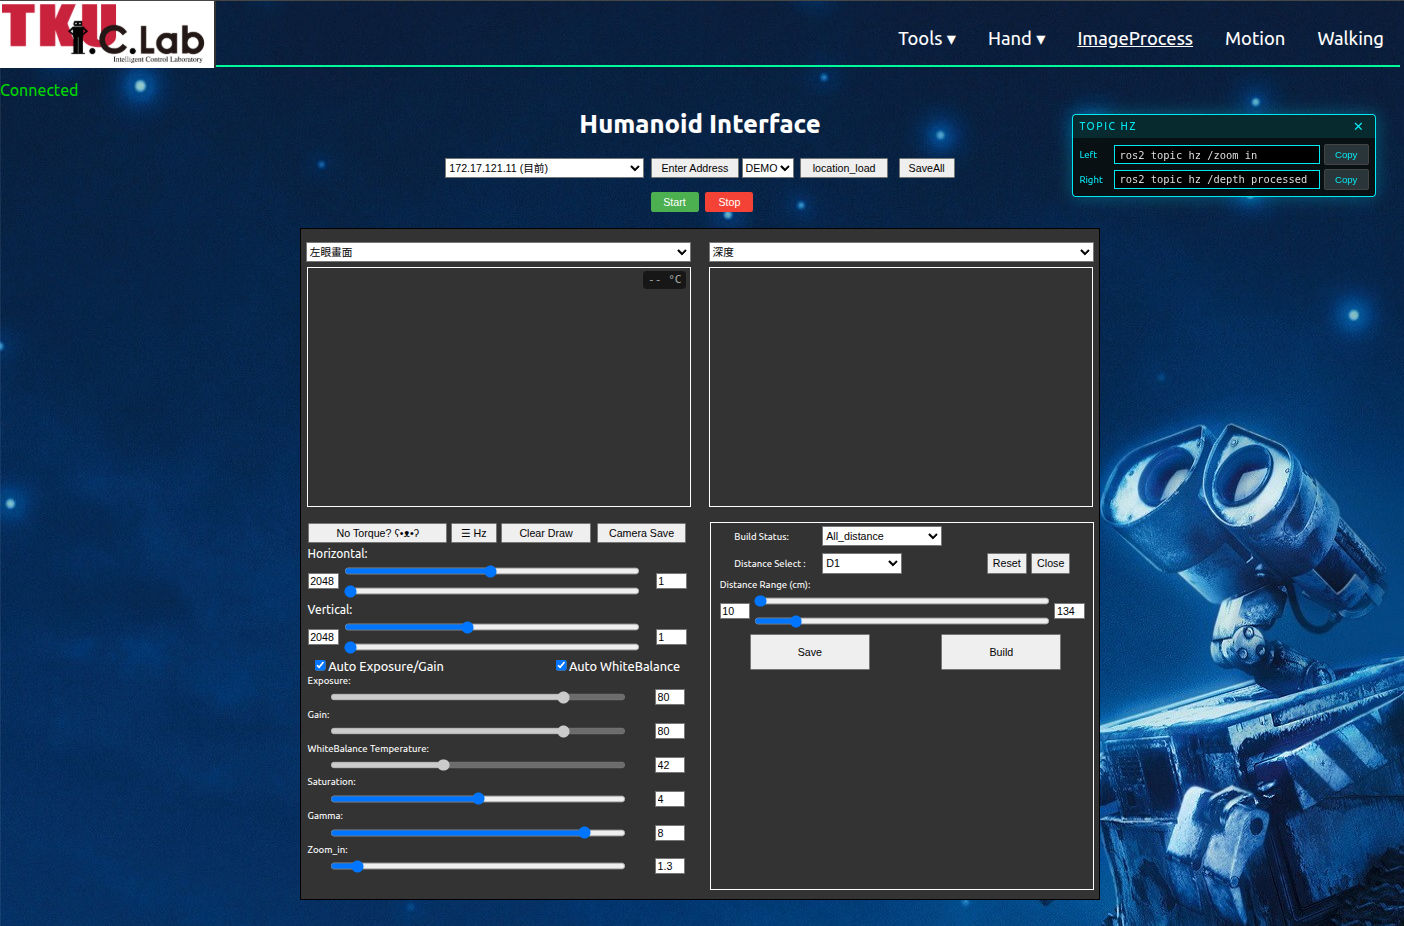 TKU
I.C.Lab
Intelligent Control Laboratory
Tools ▾ Hand ▾ ImageProcess Motion Walking
Connected
Humanoid Interface
172.17.121.11 (目前) Enter Address DEMO location_load SaveAll
Start Stop
TOPIC HZ ✕
Left ros2 topic hz /zoom_in Copy
Right ros2 topic hz /depth_processed Copy
左眼畫面
深度
-- °C
No Torque? ʕ•ᴥ•ʔ ☰ Hz Clear Draw Camera Save
Horizontal:
2048 1
Vertical:
2048 1
Auto Exposure/Gain Auto WhiteBalance
Exposure:
80
Gain:
80
WhiteBalance Temperature:
42
Saturation:
4
Gamma:
8
Zoom_in:
1.3
Build Status: All_distance
Distance Select : D1 Reset Close
Distance Range (cm):
10 134
Save Build